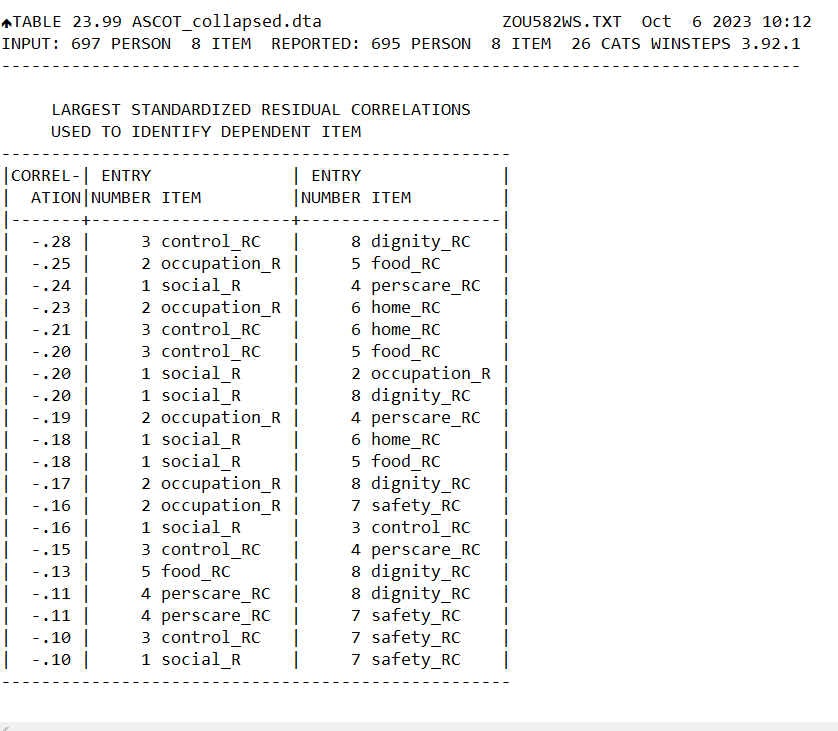 ♠TABLE 23.99 ASCOT_collapsed.dta                  ZOU582WS.TXT  Oct  6 2023 10:12
INPUT: 697 PERSON  8 ITEM  REPORTED: 695 PERSON  8 ITEM  26 CATS WINSTEPS 3.92.1
--------------------------------------------------------------------------------
     LARGEST STANDARDIZED RESIDUAL CORRELATIONS
     USED TO IDENTIFY DEPENDENT ITEM
---------------------------------------------------
|CORREL-| ENTRY              | ENTRY              |
|  ATION|NUMBER ITEM         |NUMBER ITEM         |
|-------+--------------------+--------------------|
|  -.28 |     3 control_RC   |     8 dignity_RC   |
|  -.25 |     2 occupation_R |     5 food_RC      |
|  -.24 |     1 social_R     |     4 perscare_RC  |
|  -.23 |     2 occupation_R |     6 home_RC      |
|  -.21 |     3 control_RC   |     6 home_RC      |
|  -.20 |     3 control_RC   |     5 food_RC      |
|  -.20 |     1 social_R     |     2 occupation_R |
|  -.20 |     1 social_R     |     8 dignity_RC   |
|  -.19 |     2 occupation_R |     4 perscare_RC  |
|  -.18 |     1 social_R     |     6 home_RC      |
|  -.18 |     1 social_R     |     5 food_RC      |
|  -.17 |     2 occupation_R |     8 dignity_RC   |
|  -.16 |     2 occupation_R |     7 safety_RC    |
|  -.16 |     1 social_R     |     3 control_RC   |
|  -.15 |     3 control_RC   |     4 perscare_RC  |
|  -.13 |     5 food_RC      |     8 dignity_RC   |
|  -.11 |     4 perscare_RC  |     8 dignity_RC   |
|  -.11 |     4 perscare_RC  |     7 safety_RC    |
|  -.10 |     3 control_RC   |     7 safety_RC    |
|  -.10 |     1 social_R     |     7 safety_RC    |
---------------------------------------------------